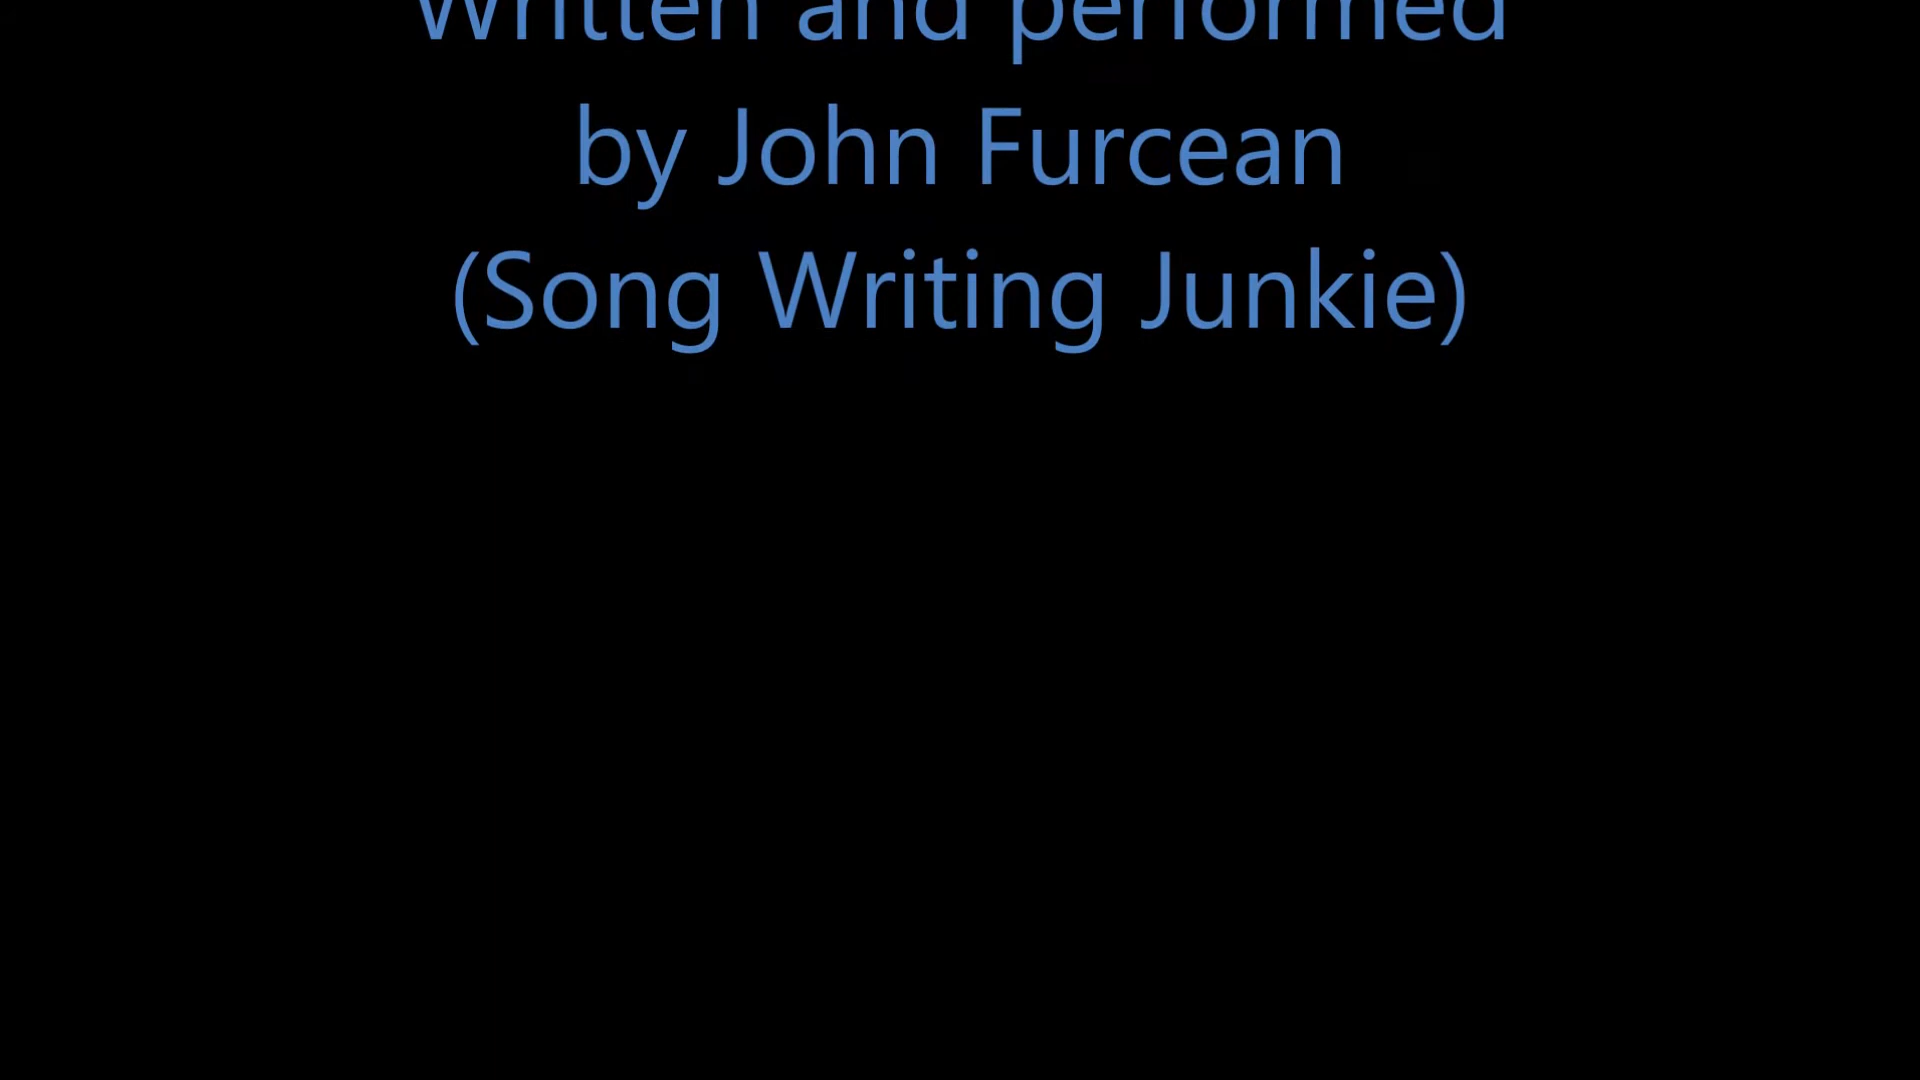 Written and performed
by John Furcean
(Song Writing Junkie)